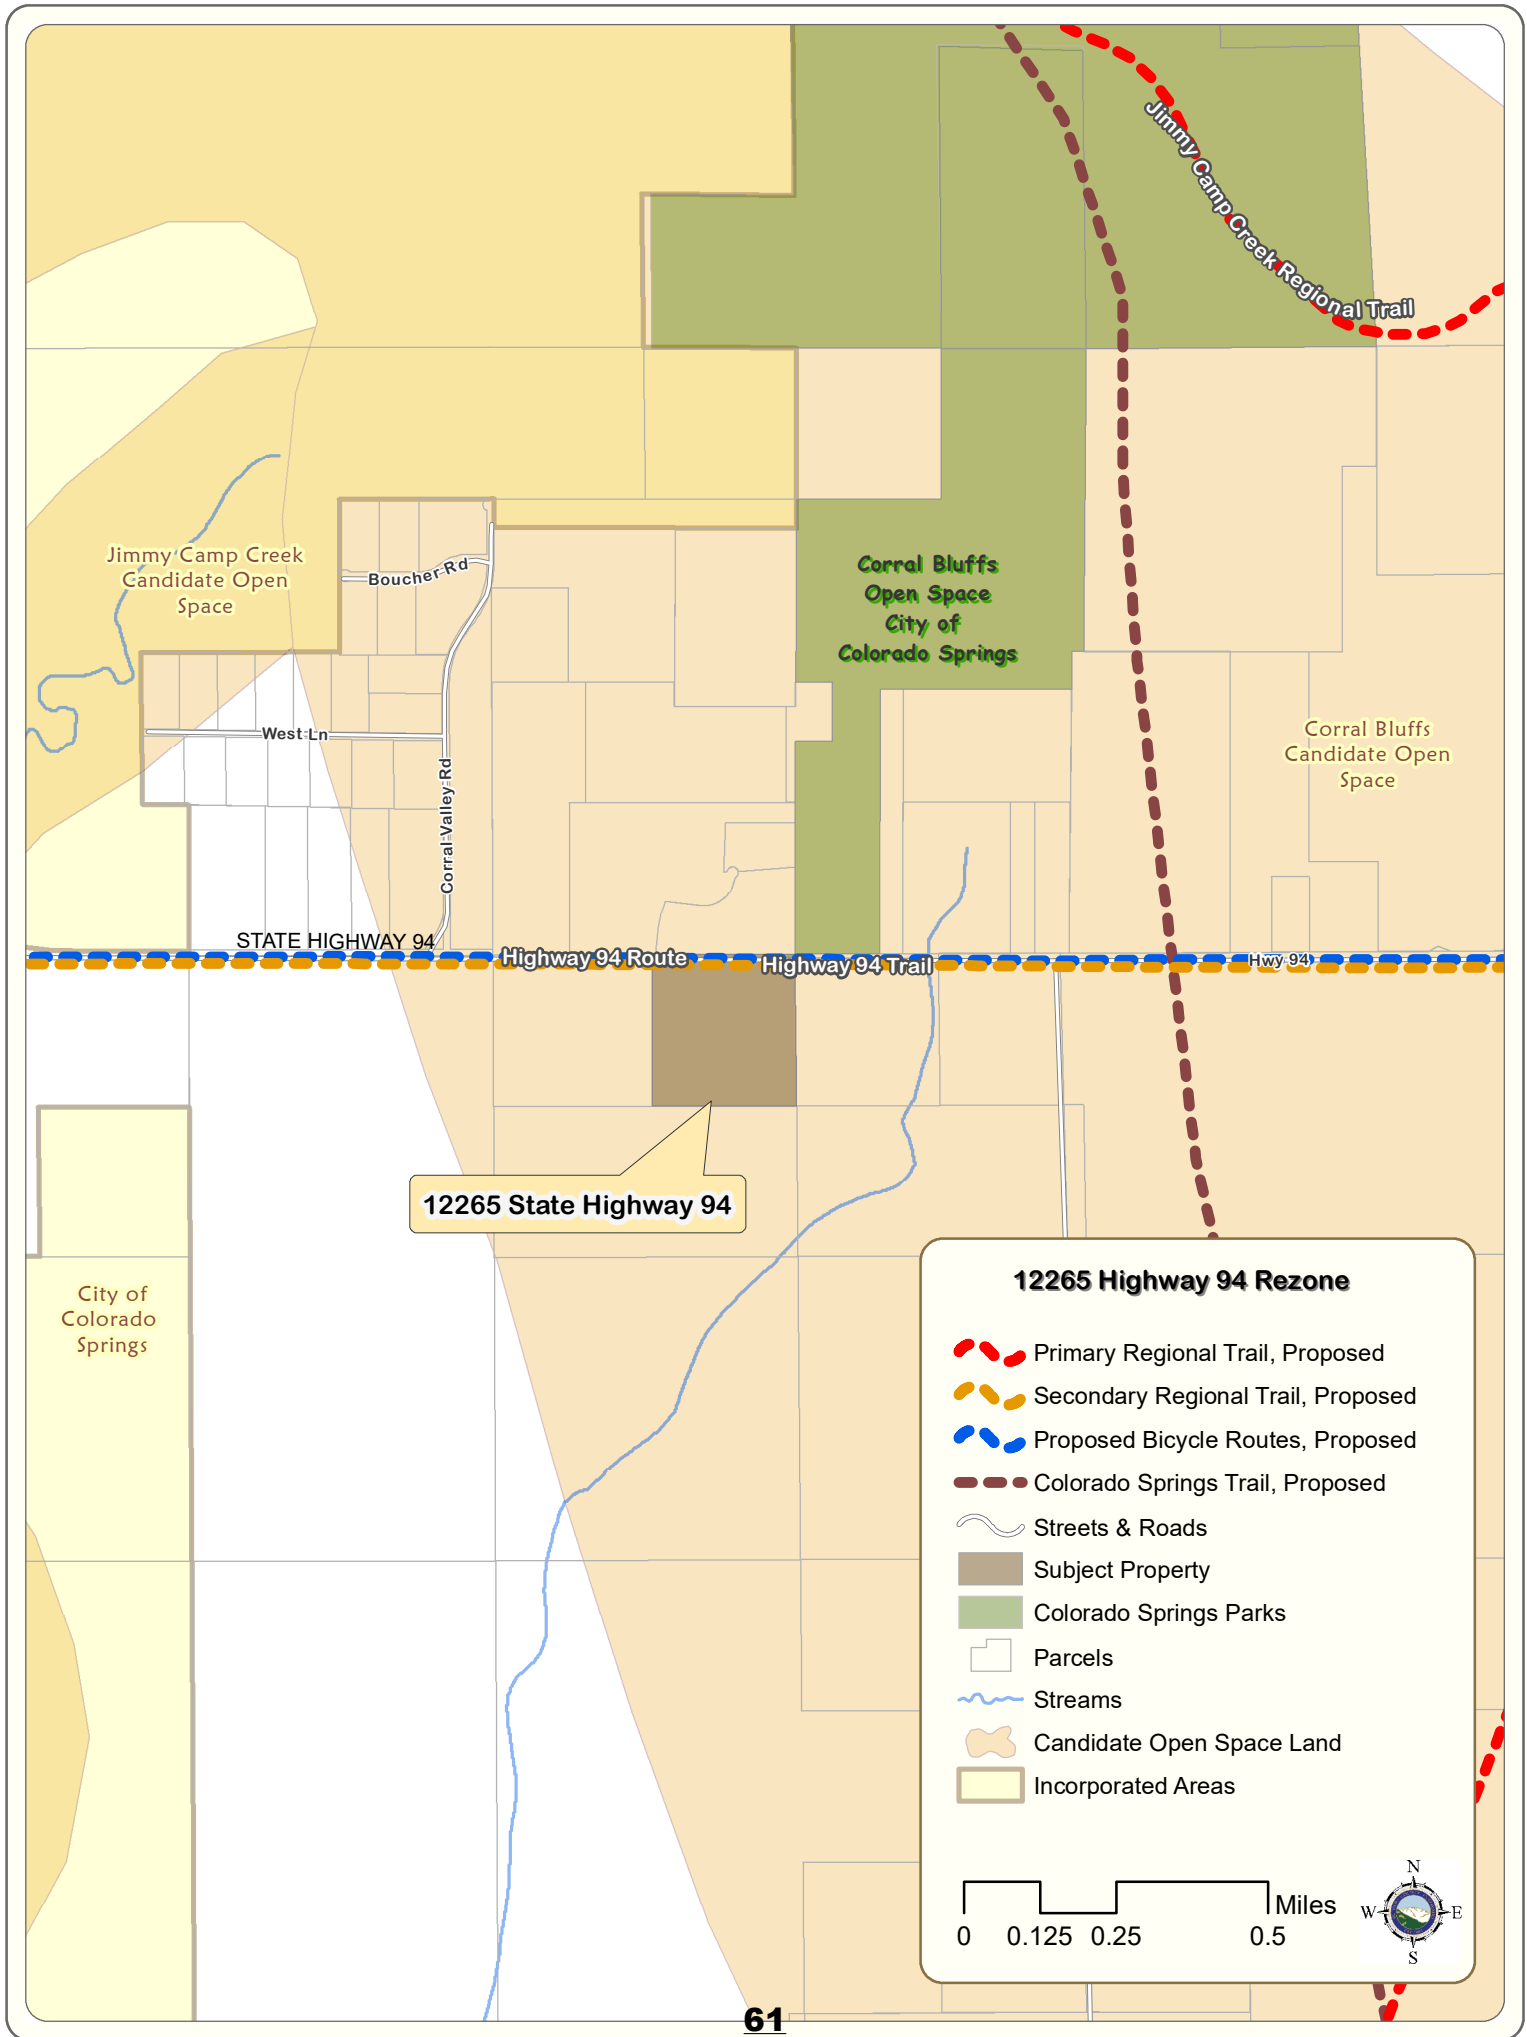 Jimmy Camp Creek Regional Trail
Jimmy Camp Creek
Candidate Open
Space
Boucher Rd
Corral Bluffs
Open Space
City of
Colorado Springs
West Ln
Corral Valley Rd
Corral Bluffs
Candidate Open
Space
STATE HIGHWAY 94
Highway 94 Route
Highway 94 Trail
Hwy 94
12265 State Highway 94
City of
Colorado
Springs
12265 Highway 94 Rezone
Primary Regional Trail, Proposed
Secondary Regional Trail, Proposed
Proposed Bicycle Routes, Proposed
Colorado Springs Trail, Proposed
Streets & Roads
Subject Property
Colorado Springs Parks
Parcels
Streams
Candidate Open Space Land
Incorporated Areas
Miles
0 0.125 0.25 0.5
N
W E
S
61